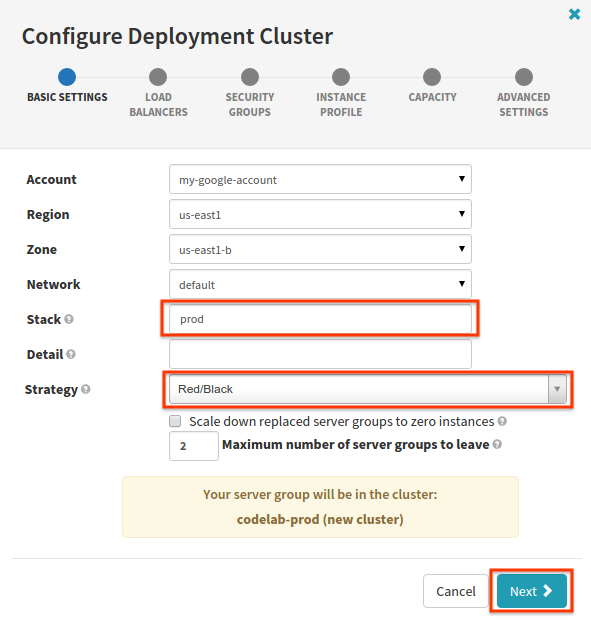 Configure Deployment Cluster
BASIC SETTINGS
LOAD
BALANCERS
SECURITY
GROUPS
INSTANCE
PROFILE
CAPACITY
ADVANCED
SETTINGS
Account
my-google-account
Region
us-east1
Zone
us-east1-b
Network
default
Stack
prod
Detail
Strategy
Red/Black
Scale down replaced server groups to zero instances
2
Maximum number of server groups to leave
Your server group will be in the cluster:
codelab-prod (new cluster)
Cancel
Next